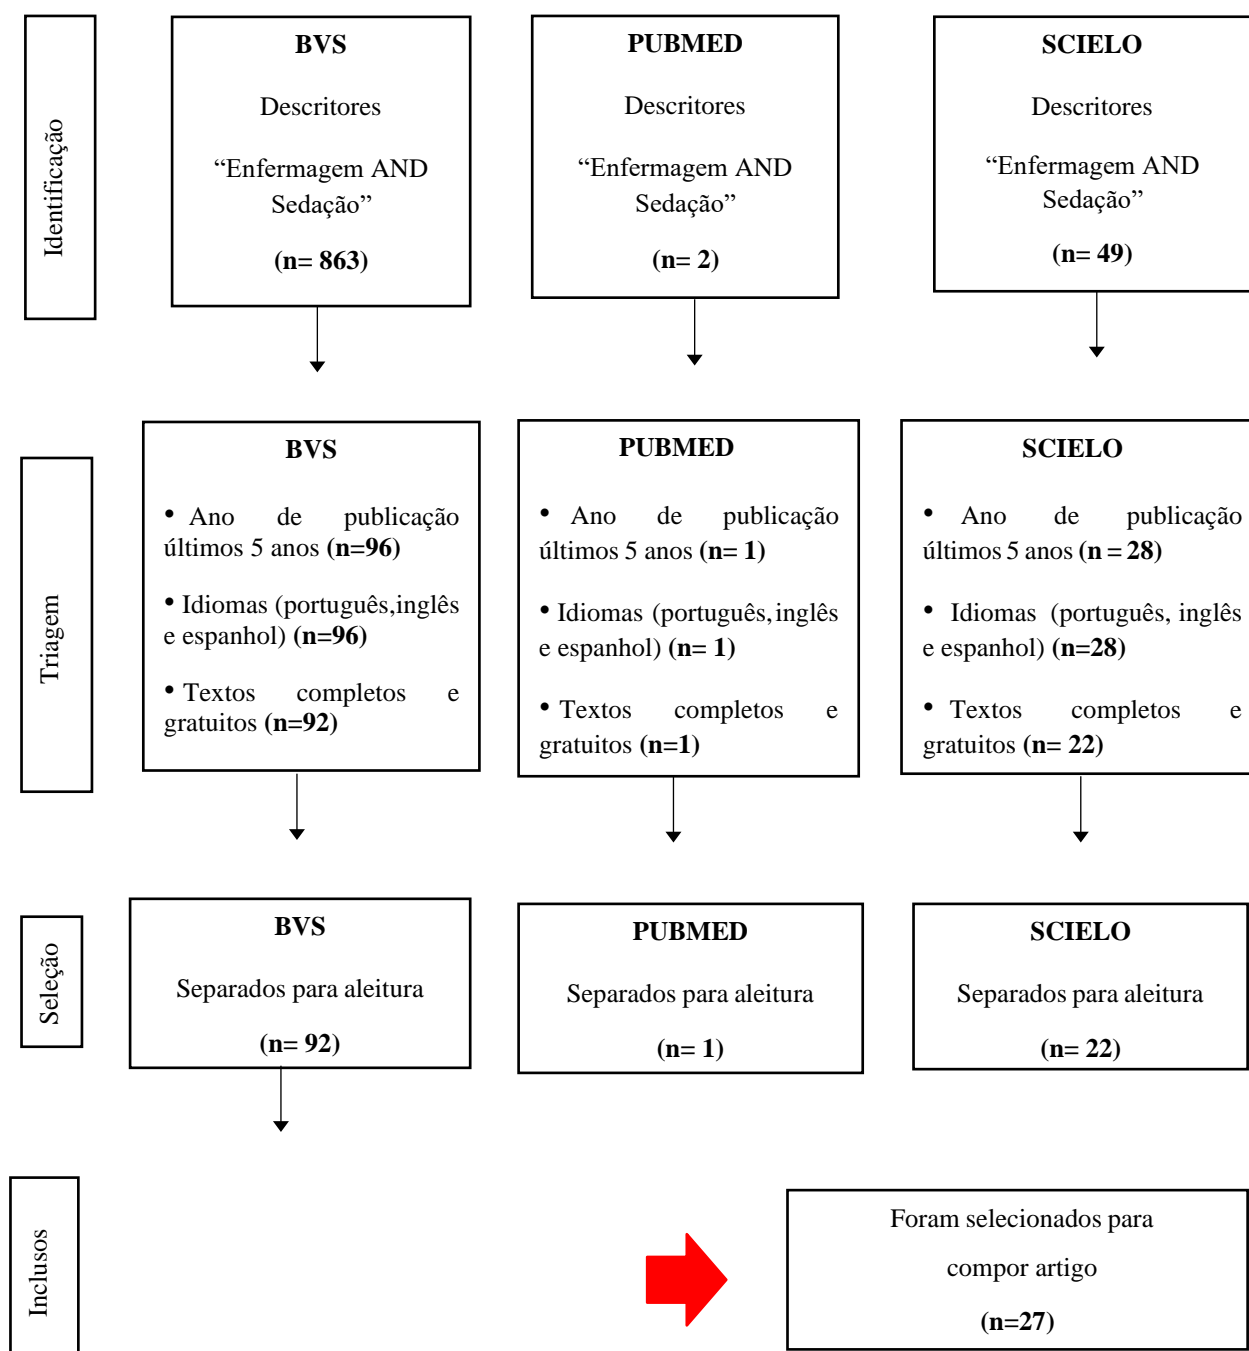 Identificação
BVS
Descritores
“Enfermagem AND
Sedação”
(n= 863)
PUBMED
Descritores
“Enfermagem AND
Sedação”
(n= 2)
SCIELO
Descritores
“Enfermagem AND
Sedação”
(n= 49)
Triagem
BVS
• Ano de publicação
últimos 5 anos (n=96)
• Idiomas (português,inglês
e espanhol) (n=96)
• Textos completos e
gratuitos (n=92)
PUBMED
• Ano de publicação
últimos 5 anos (n= 1)
• Idiomas (português,inglês
e espanhol) (n= 1)
• Textos completos e
gratuitos (n=1)
SCIELO
• Ano de publicação
últimos 5 anos (n = 28)
• Idiomas (português, inglês
e espanhol) (n=28)
• Textos completos e
gratuitos (n= 22)
Seleção
BVS
Separados para aleitura
(n= 92)
PUBMED
Separados para aleitura
(n= 1)
SCIELO
Separados para aleitura
(n= 22)
Inclusos
Foram selecionados para
compor artigo
(n=27)